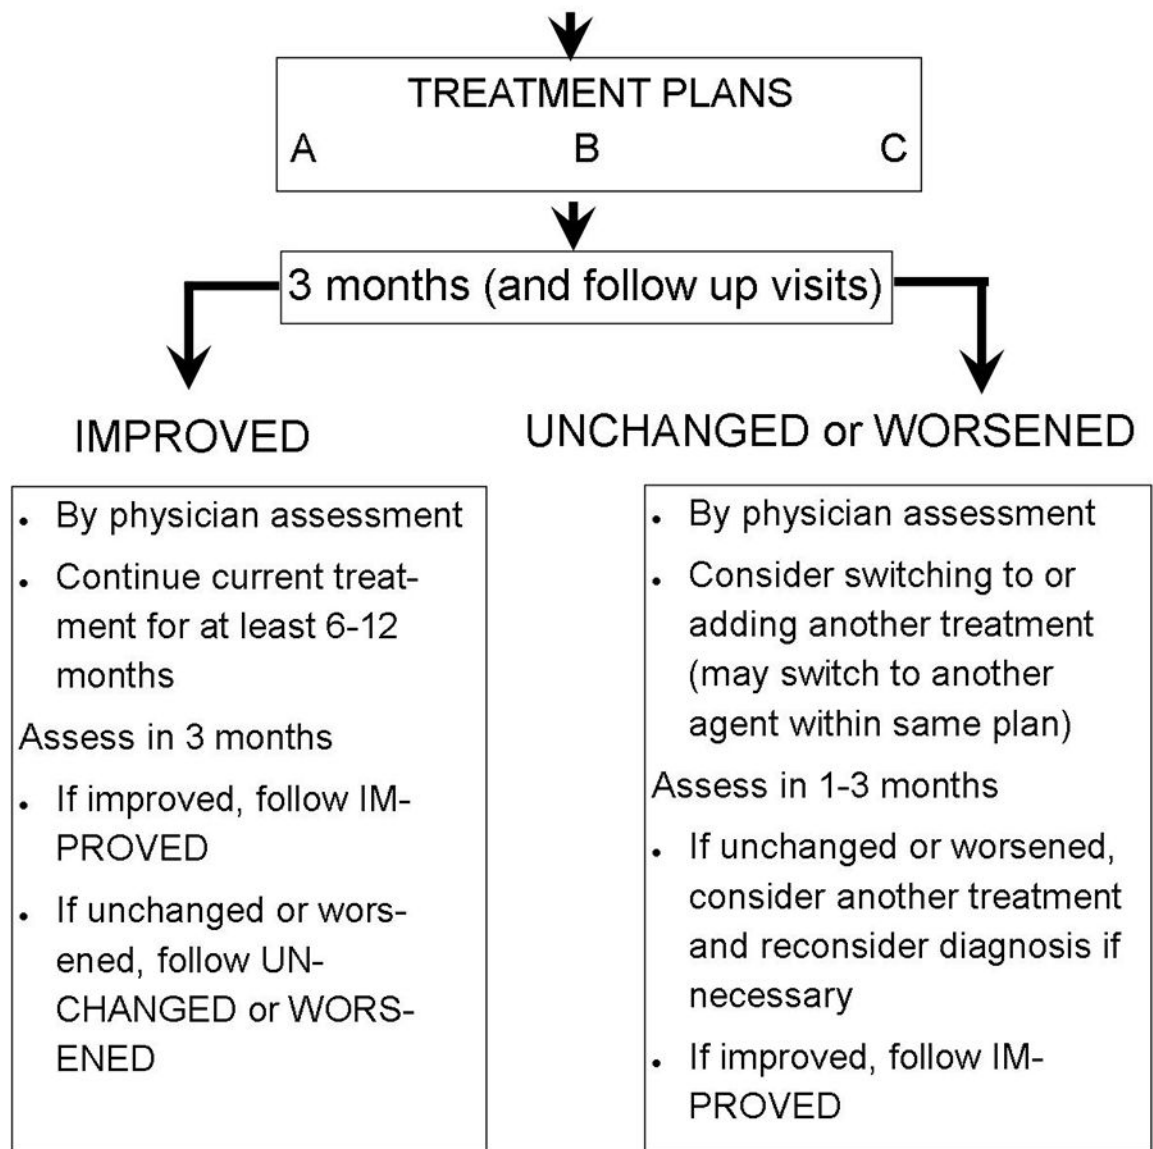 TREATMENT PLANS
A B C
3 months (and follow up visits)
IMPROVED
• By physician assessment
• Continue current treat-
ment for at least 6-12
months
Assess in 3 months
• If improved, follow IM-
PROVED
• If unchanged or wors-
ened, follow UN-
CHANGED or WORS-
ENED
UNCHANGED or WORSENED
• By physician assessment
• Consider switching to or
adding another treatment
(may switch to another
agent within same plan)
Assess in 1-3 months
• If unchanged or worsened,
consider another treatment
and reconsider diagnosis if
necessary
• If improved, follow IM-
PROVED